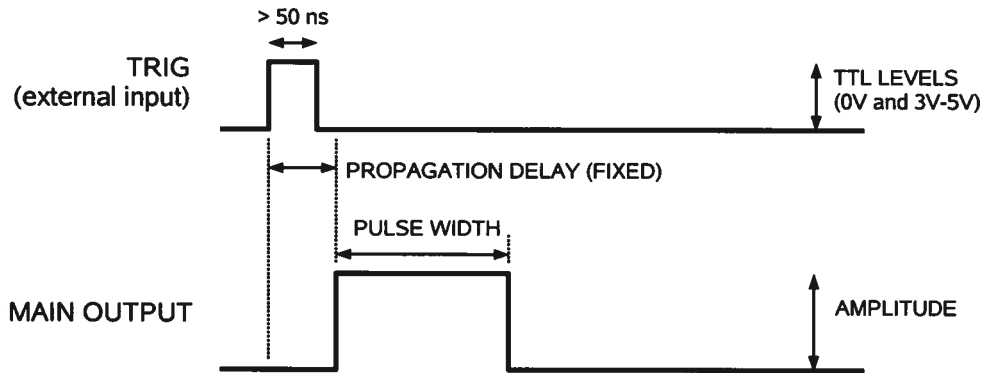 > 50 ns
TRIG
(external input)
TTL LEVELS
(0V and 3V-5V)
PROPAGATION DELAY (FIXED)
PULSE WIDTH
MAIN OUTPUT
AMPLITUDE